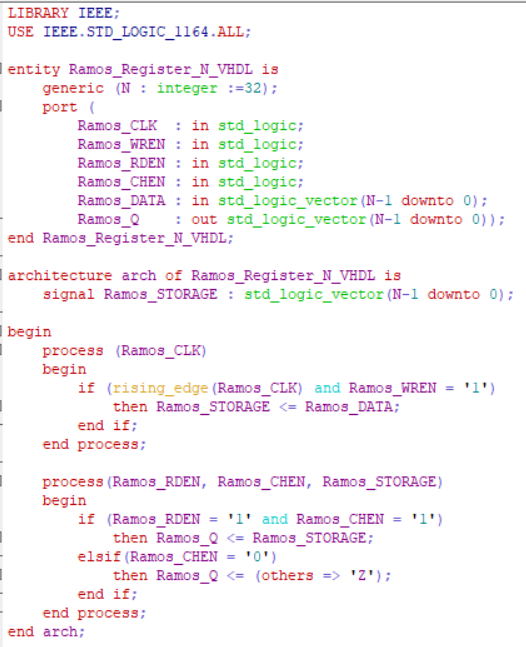 LIBRARY IEEE;
USE IEEE.STD_LOGIC_1164.ALL;
entity Ramos_Register_N_VHDL is
generic (N : integer :=32);
port (
Ramos_CLK : in std_logic;
Ramos_WREN : in std_logic;
Ramos_RDEN : in std_logic;
Ramos_CHEN : in std_logic;
Ramos_DATA : in std_logic_vector(N-1 downto 0);
Ramos_Q : out std_logic_vector(N-1 downto 0));
end Ramos_Register_N_VHDL;
architecture arch of Ramos_Register_N_VHDL is
signal Ramos_STORAGE : std_logic_vector(N-1 downto 0);
begin
process (Ramos_CLK)
begin
if (rising_edge(Ramos_CLK) and Ramos_WREN = '1')
then Ramos_STORAGE <= Ramos_DATA;
end if;
end process;
process(Ramos_RDEN, Ramos_CHEN, Ramos_STORAGE)
begin
if (Ramos_RDEN = '1' and Ramos_CHEN = '1')
then Ramos_Q <= Ramos_STORAGE;
elsif(Ramos_CHEN = '0')
then Ramos_Q <= (others => 'Z');
end if;
end process;
end arch;